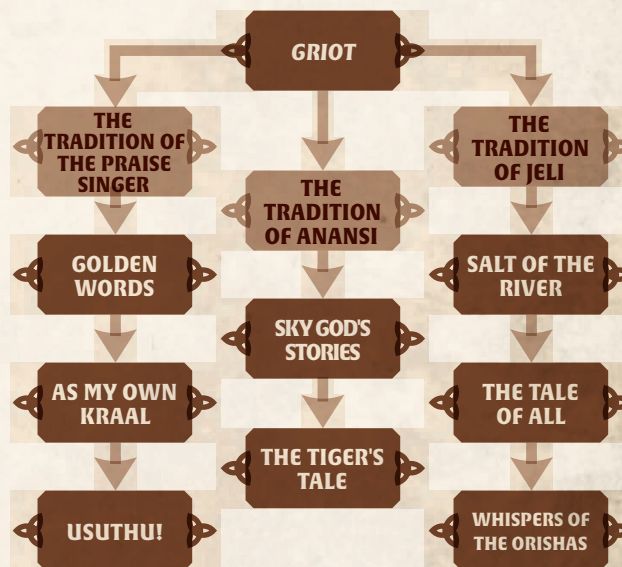 GRIOT
THE
TRADITION OF
THE PRAISE
SINGER
THE
TRADITION
OF ANANSI
THE
TRADITION
OF JELI
GOLDEN
WORDS
SKY GOD'S
STORIES
SALT OF THE
RIVER
AS MY OWN
KRAAL
THE TIGER'S
TALE
THE TALE
OF ALL
USUTHU!
WHISPERS OF
THE ORISHAS